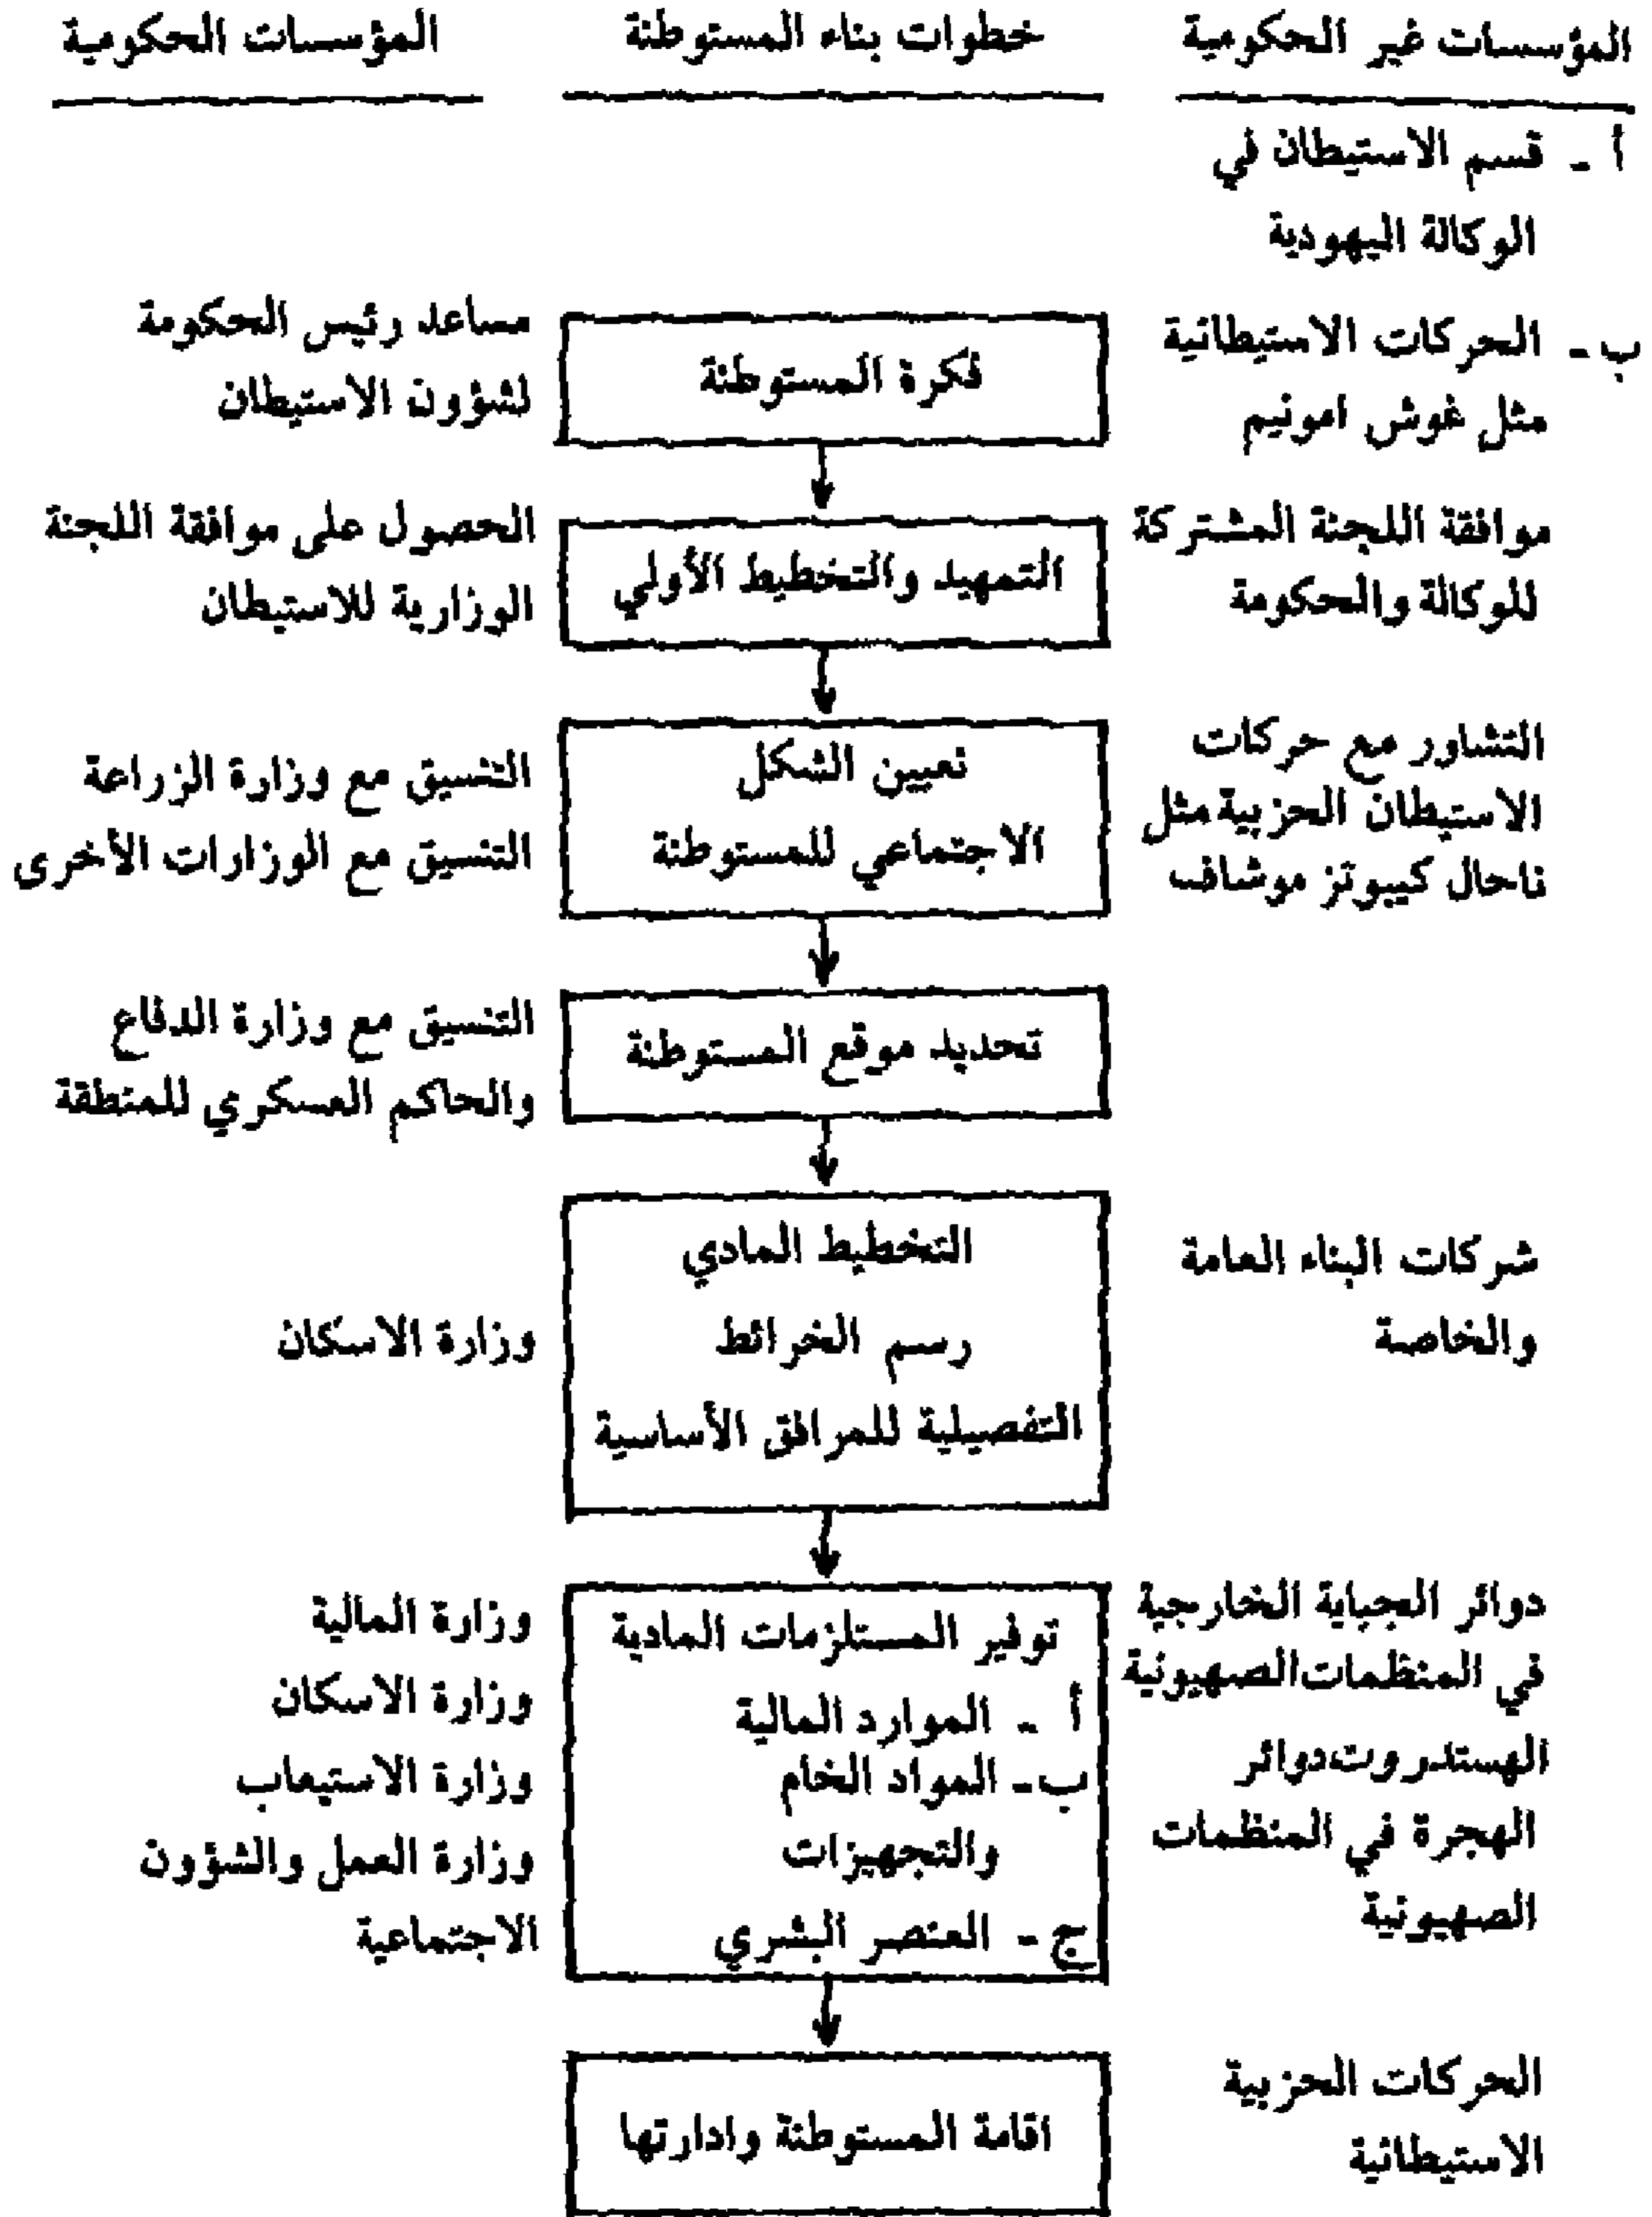 المؤسسات غير الحكومية
خطوات بناء المستوطنة
المؤسسات الحكومية
أ - قسم الاستيطان في
الوكالة اليهودية
ب - الحركات الاستيطانية
مثل غوش امونيم
فكرة المستوطنة
مساعد رئيس الحكومة
لشؤون الاستيطان
موافقة اللجنة المشتركة
للوكالة والحكومة
التمهيد والتخطيط الأولي
الحصول على موافقة اللجنة
الوزارية للاستيطان
التشاور مع حركات
الاستيطان الحزبية مثل
ناحال كيبوتز موشاف
تعيين الشكل
الاجتماعي للمستوطنة
التنسيق مع وزارة الزراعة
التنسيق مع الوزارات الأخرى
تحديد موقع المستوطنة
التنسيق مع وزارة الدفاع
والحاكم العسكري للمنطقة
شركات البناء العامة
والخاصة
التخطيط المادي
رسم الخرائط
التفصيلية للمرافق الأساسية
وزارة الاسكان
دوائر الجباية الخارجية
في المنظمات الصهيونية
الهستدروت دوائر
الهجرة في المنظمات
الصهيونية
توفير المستلزمات المادية
أ - الموارد المالية
ب - المواد الخام
والتجهيزات
ج - العنصر البشري
وزارة المالية
وزارة الاسكان
وزارة الاستيعاب
وزارة العمل والشؤون
الاجتماعية
الحركات الحزبية
الاستيطانية
اقامة المستوطنة وادارتها